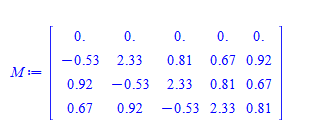 M := [
0. 0. 0. 0. 0.
-0.53 2.33 0.81 0.67 0.92
0.92 -0.53 2.33 0.81 0.67
0.67 0.92 -0.53 2.33 0.81
]